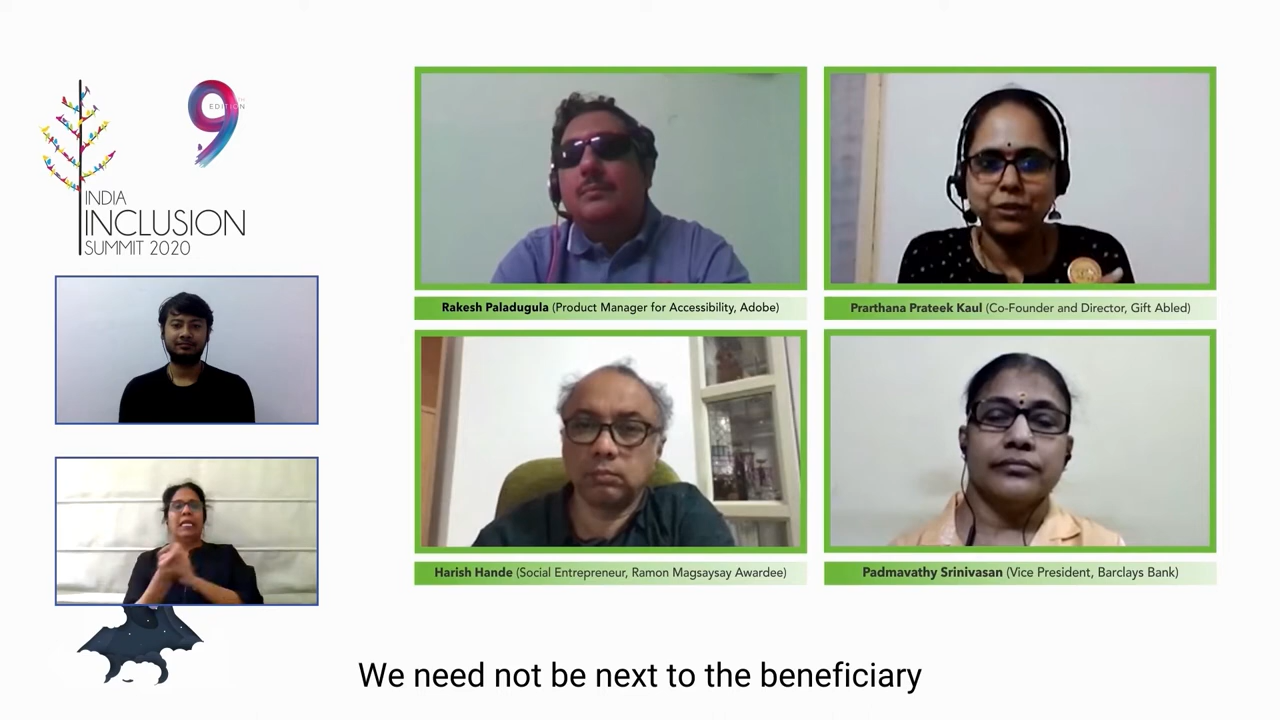 9
EDITION
INDIA
INCLUSION
SUMMIT 2020
Rakesh Paladugula (Product Manager for Accessibility, Adobe)
Prarthana Prateek Kaul (Co-Founder and Director, Gift Abled)
Harish Hande (Social Entrepreneur, Ramon Magsaysay Awardee)
Padmavathy Srinivasan (Vice President, Barclays Bank)
We need not be next to the beneficiary